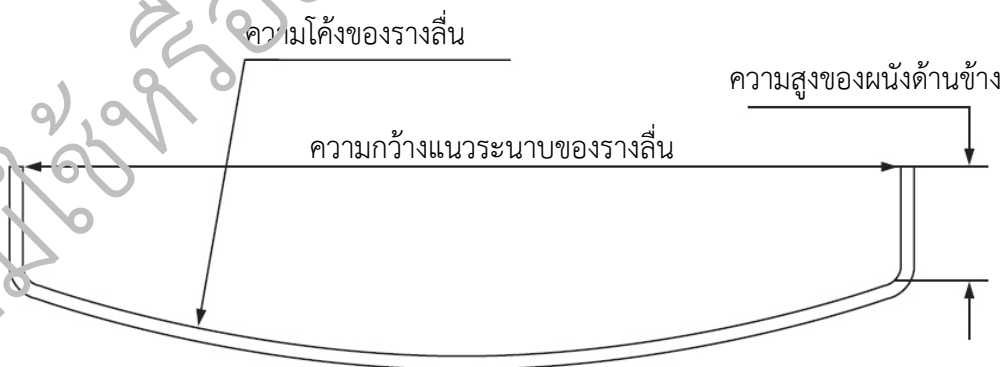 ความโค้งของรางลื่น
ความสูงของผนังด้านข้าง
ความกว้างแนวระนาบของรางลื่น